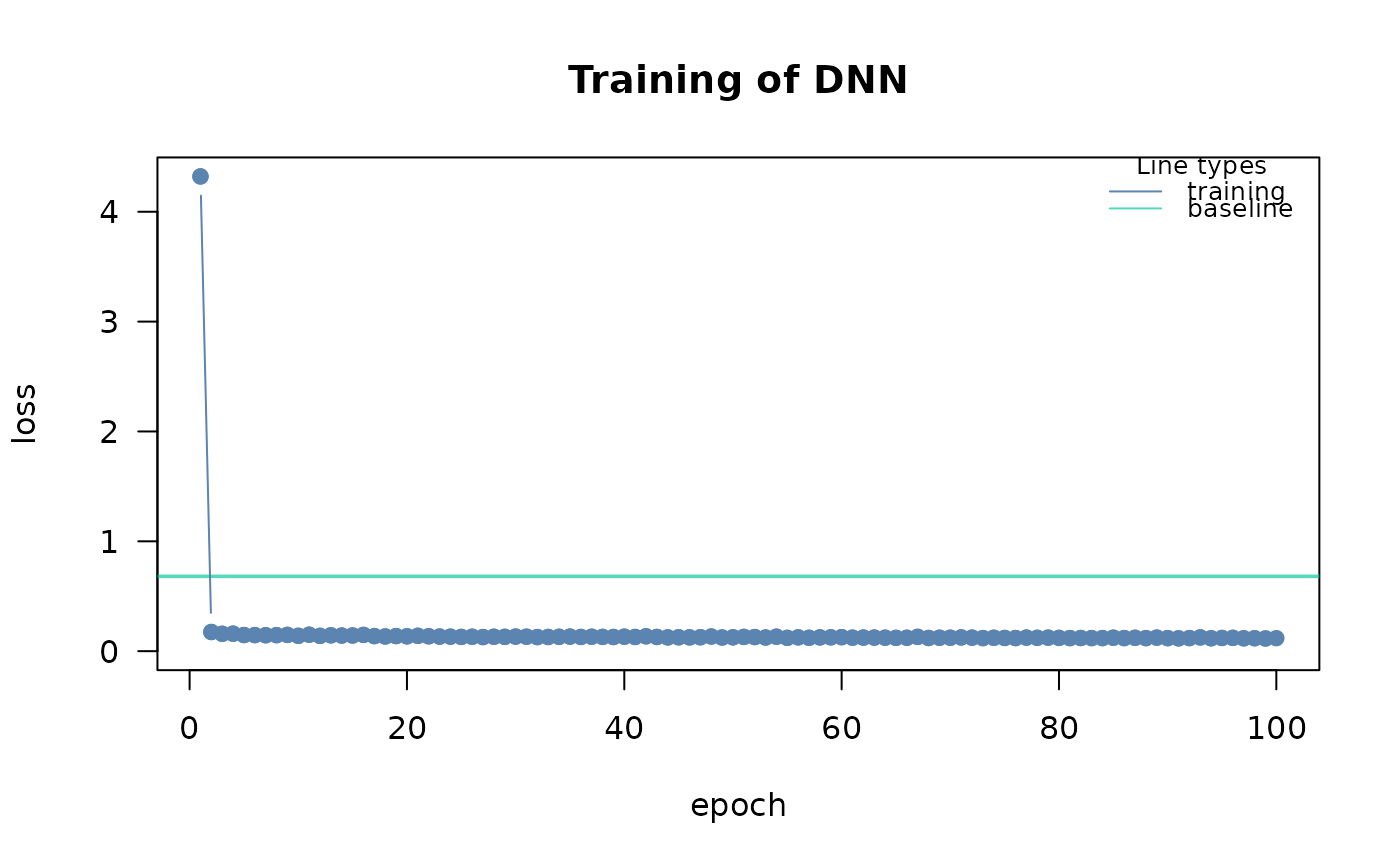 Training of DNN
Line types
training
baseline
4
3
2
1
0
loss
0 20 40 60 80 100
epoch